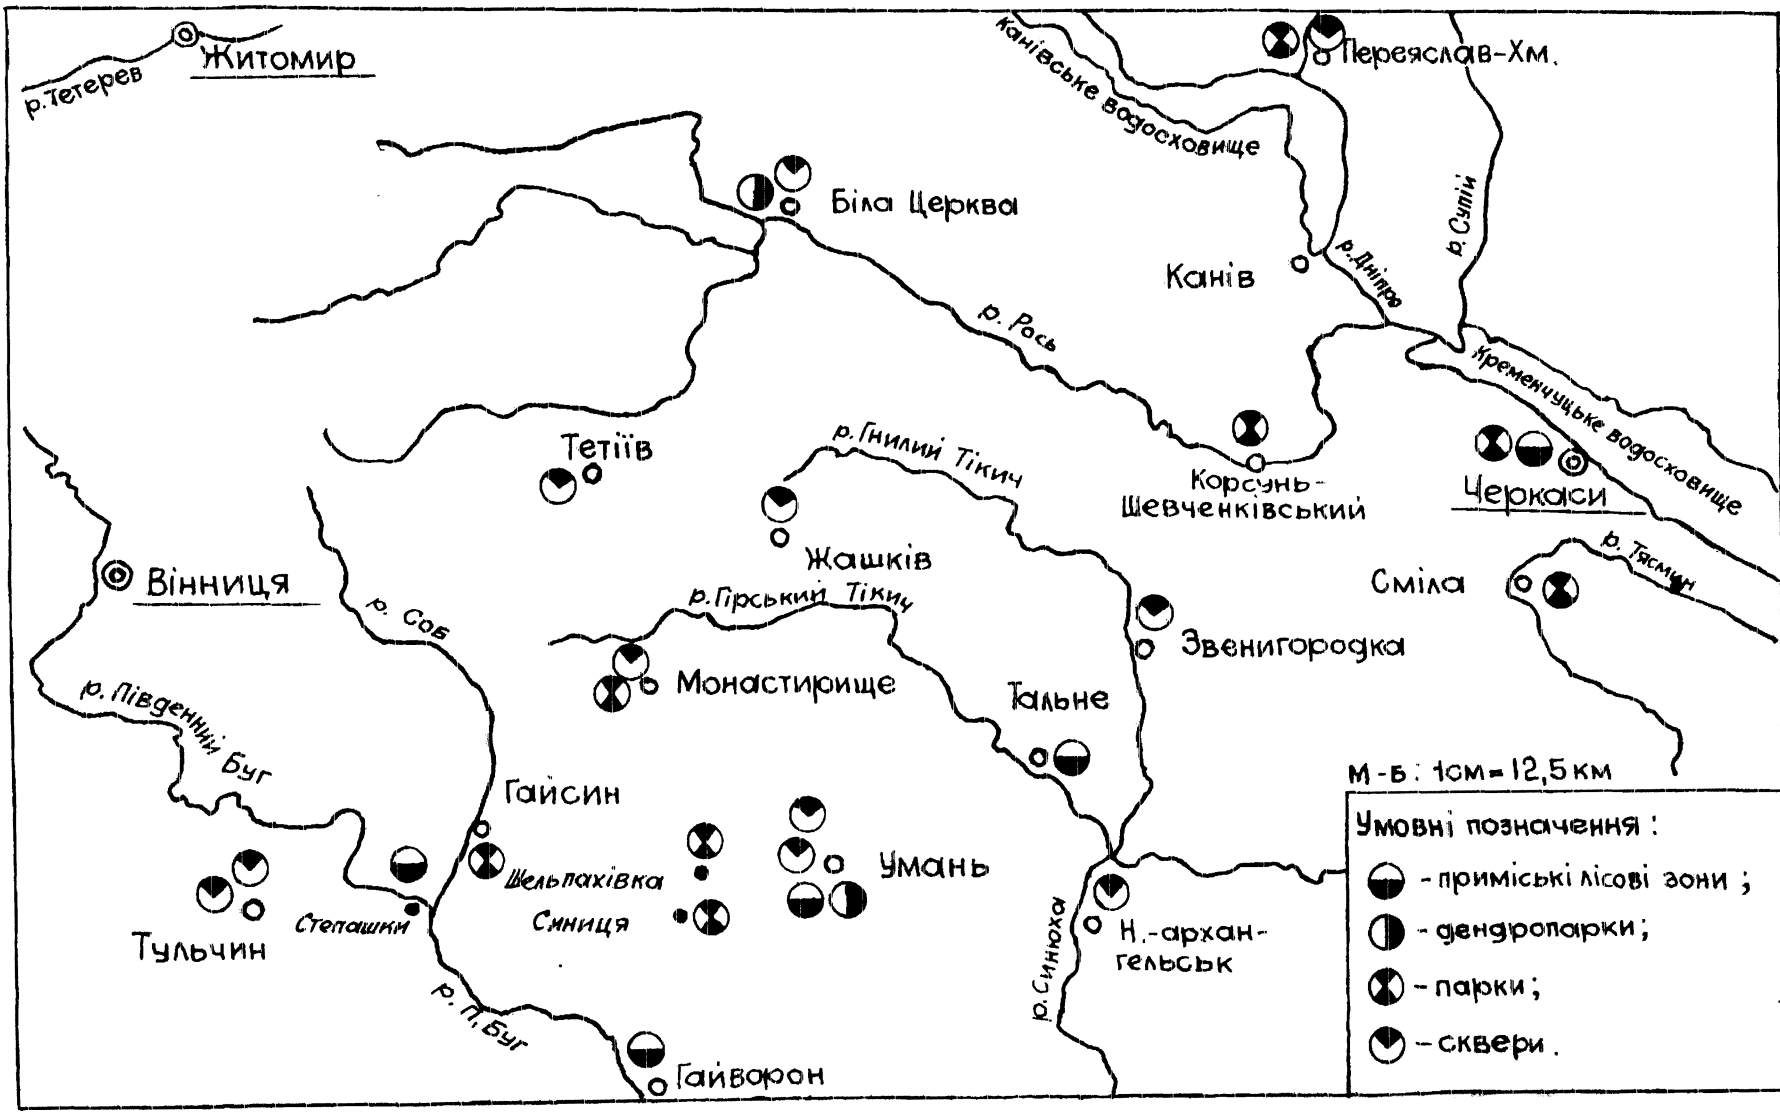 Житомир
р. Тетерев
Канівське водосховище
Переяслав-Хм.
р. Супій
Біла Церква
Канів
р. Дніпро
р. Рось
Кременчуцьке водосховище
Тетіїв
р. Гнилий Тікич
Корсунь-
Шевченківський
Черкаси
Жашків
р. Тясмин
Вінниця
Сміла
р. Соб
р. Гірський Тікич
Звенигородка
Монастирище
р. Південний Буг
Тальне
М-Б: 1см = 12,5 км
Гайсин
Умовні позначення:
- приміські лісові зони;
- дендропарки;
- парки;
- сквери.
Шельпахівка
Умань
Синиця
Степашки
Тульчин
Н.-архан-
гельськ
р. Синюха
р. П. Буг
Гайворон